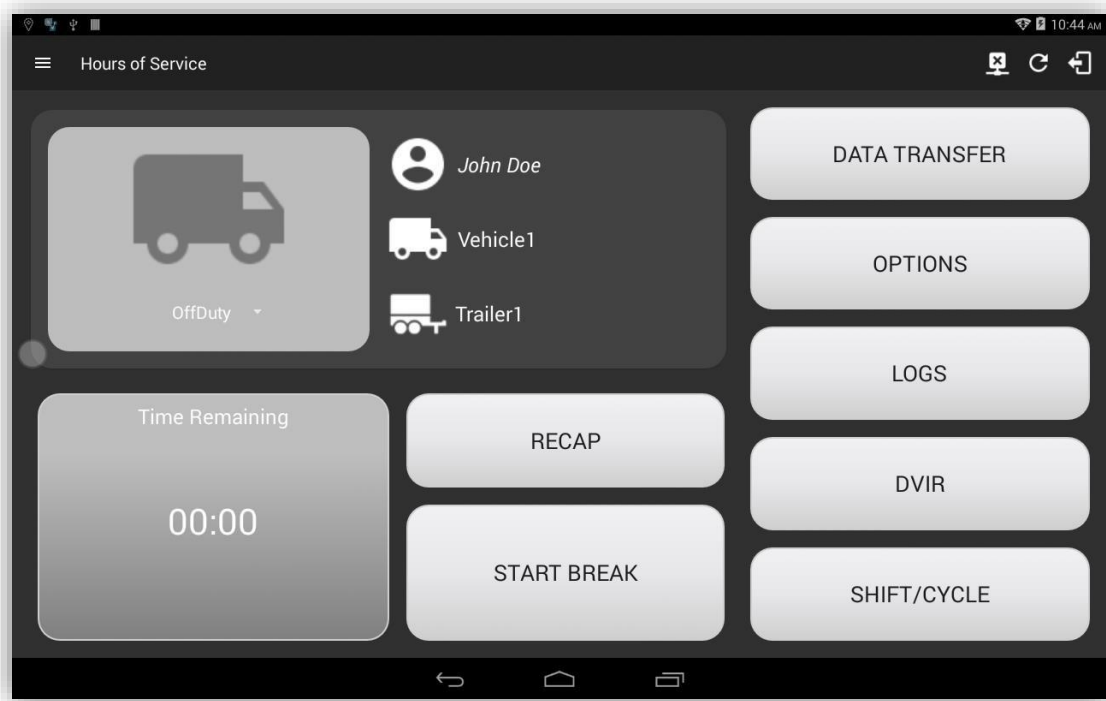 10:44 AM
Hours of Service
John Doe
Vehicle1
OffDuty
Trailer1
Time Remaining
00:00
RECAP
START BREAK
DATA TRANSFER
OPTIONS
LOGS
DVIR
SHIFT/CYCLE